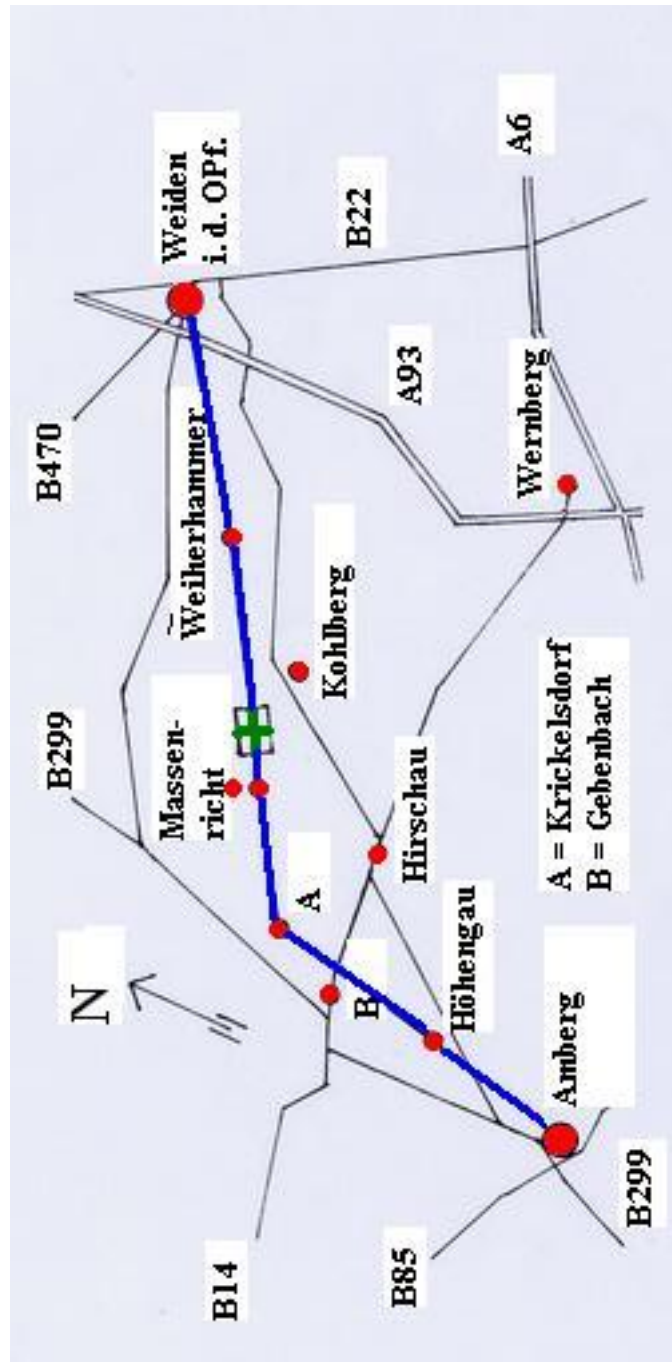 B299
B470
N
Massen-
richt
Weiherhammer
Weiden
i. d. OPf.
B14
A
Kohlberg
B
B22
B85
Hirschau
A93
Höhengau
Wernberg
A6
Amberg
A = Krickelsdorf
B = Gebenbach
B299